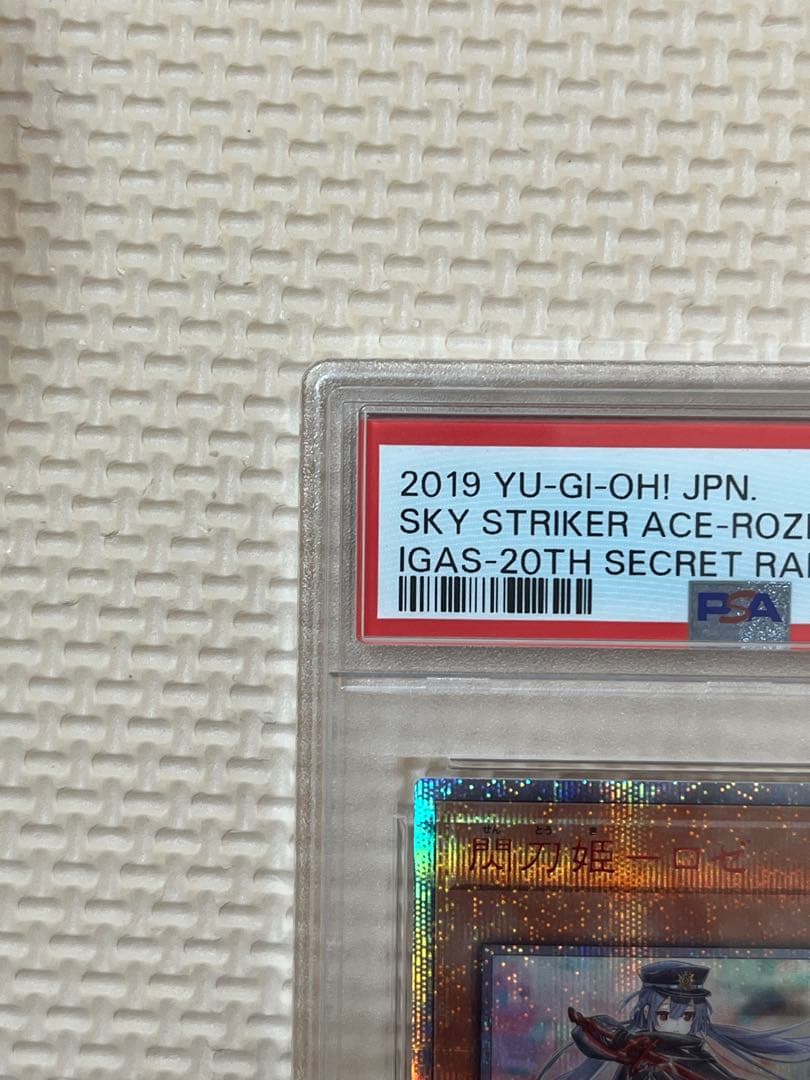 2019 YU-GI-OH! JPN.
SKY STRIKER ACE-ROZ
IGAS-20TH SECRET RA
PSA
せん とう き
閃刀姫-ロゼ